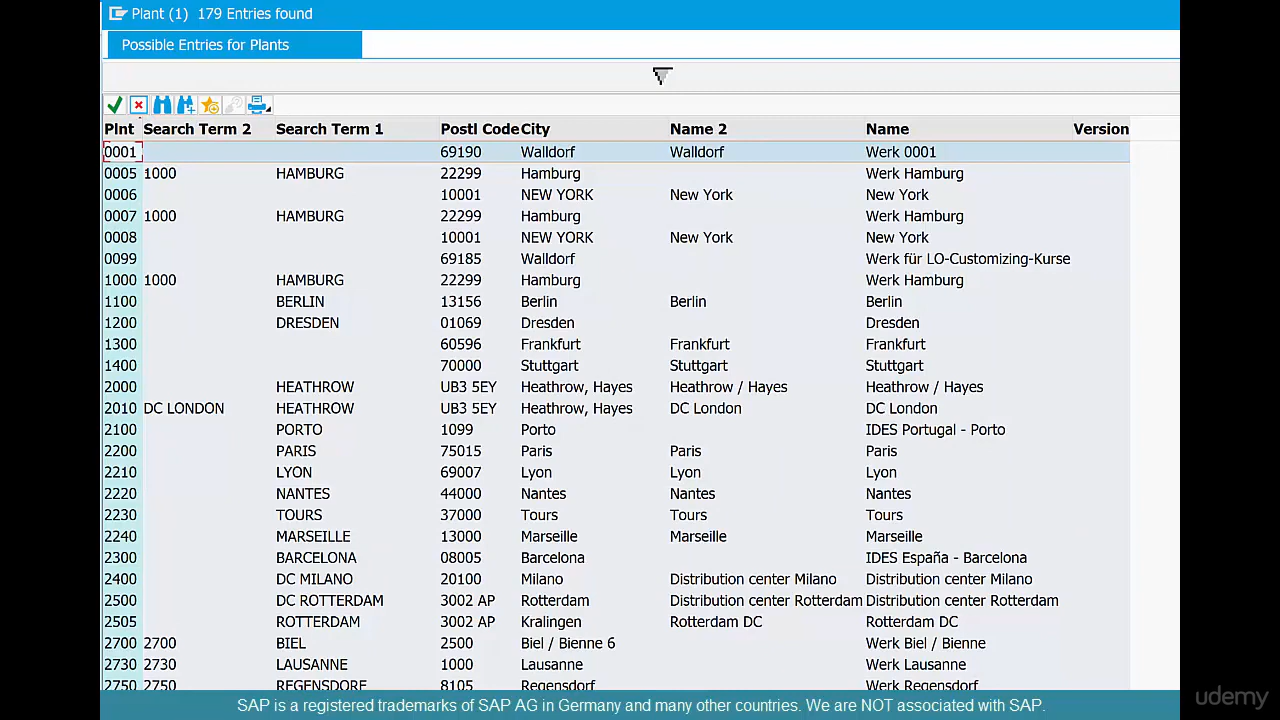 Plant (1) 179 Entries found
Possible Entries for Plants
Plnt Search Term 2 Search Term 1 Postl Code City Name 2 Name Version
0001 69190 Walldorf Walldorf Werk 0001
0005 1000 HAMBURG 22299 Hamburg Werk Hamburg
0006 10001 NEW YORK New York New York
0007 1000 HAMBURG 22299 Hamburg Werk Hamburg
0008 10001 NEW YORK New York New York
0099 69185 Walldorf Werk für LO-Customizing-Kurse
1000 1000 HAMBURG 22299 Hamburg Werk Hamburg
1100 BERLIN 13156 Berlin Berlin Berlin
1200 DRESDEN 01069 Dresden Dresden
1300 60596 Frankfurt Frankfurt Frankfurt
1400 70000 Stuttgart Stuttgart Stuttgart
2000 HEATHROW UB3 5EY Heathrow, Hayes Heathrow / Hayes Heathrow / Hayes
2010 DC LONDON HEATHROW UB3 5EY Heathrow, Hayes DC London DC London
2100 PORTO 1099 Porto IDES Portugal - Porto
2200 PARIS 75015 Paris Paris Paris
2210 LYON 69007 Lyon Lyon Lyon
2220 NANTES 44000 Nantes Nantes Nantes
2230 TOURS 37000 Tours Tours Tours
2240 MARSEILLE 13000 Marseille Marseille Marseille
2300 BARCELONA 08005 Barcelona IDES España - Barcelona
2400 DC MILANO 20100 Milano Distribution center Milano Distribution center Milano
2500 DC ROTTERDAM 3002 AP Rotterdam Distribution center Rotterdam Distribution center Rotterdam
2505 ROTTERDAM 3002 AP Kralingen Rotterdam DC Rotterdam DC
2700 2700 BIEL 2500 Biel / Bienne 6 Werk Biel / Bienne
2730 2730 LAUSANNE 1000 Lausanne Werk Lausanne
2750 2750 REGENSDORF 8105 Regensdorf Werk Regensdorf
SAP is a registered trademarks of SAP AG in Germany and many other countries. We are NOT associated with SAP.
udemy